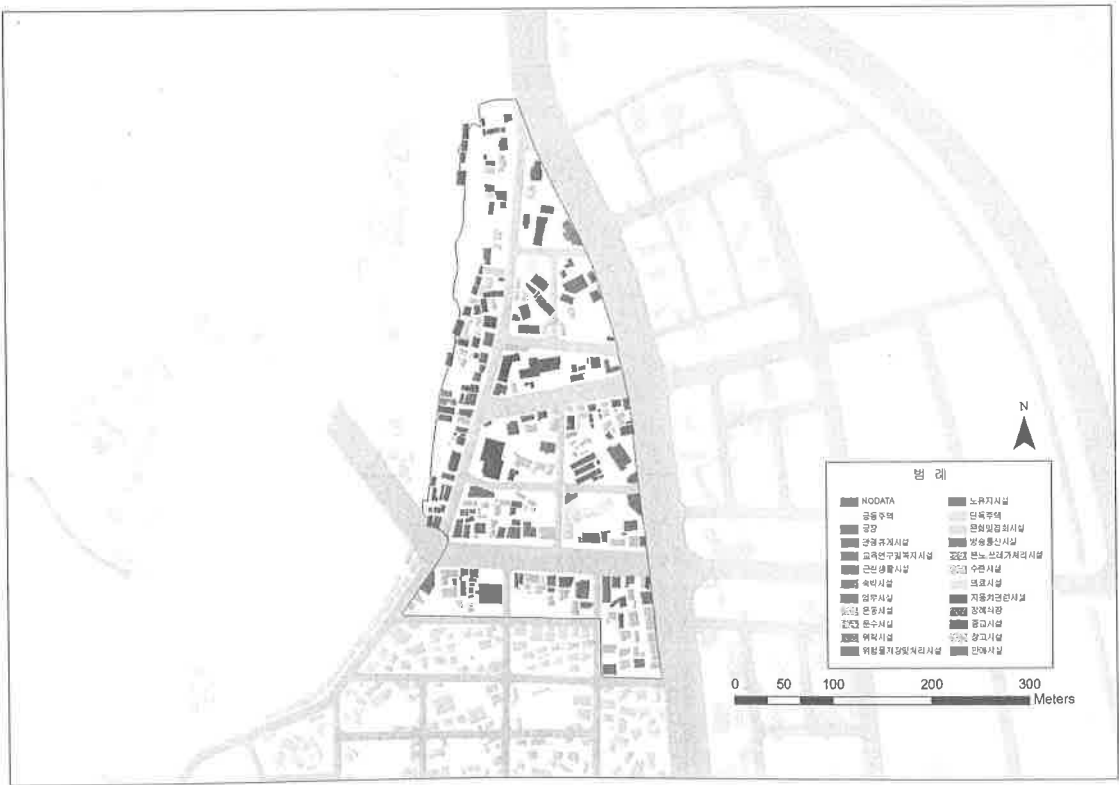 N
범 례
NODATA
공동주택
공장
관광휴게시설
교육연구및복지시설
근린생활시설
숙박시설
업무시설
운동시설
운수시설
위락시설
위험물저장및처리시설
노유자시설
단독주택
문화및집회시설
방송통신시설
분뇨.쓰레기처리시설
수련시설
의료시설
자동차관련시설
장례식장
종교시설
창고시설
판매시설
0 50 100 200 300
Meters